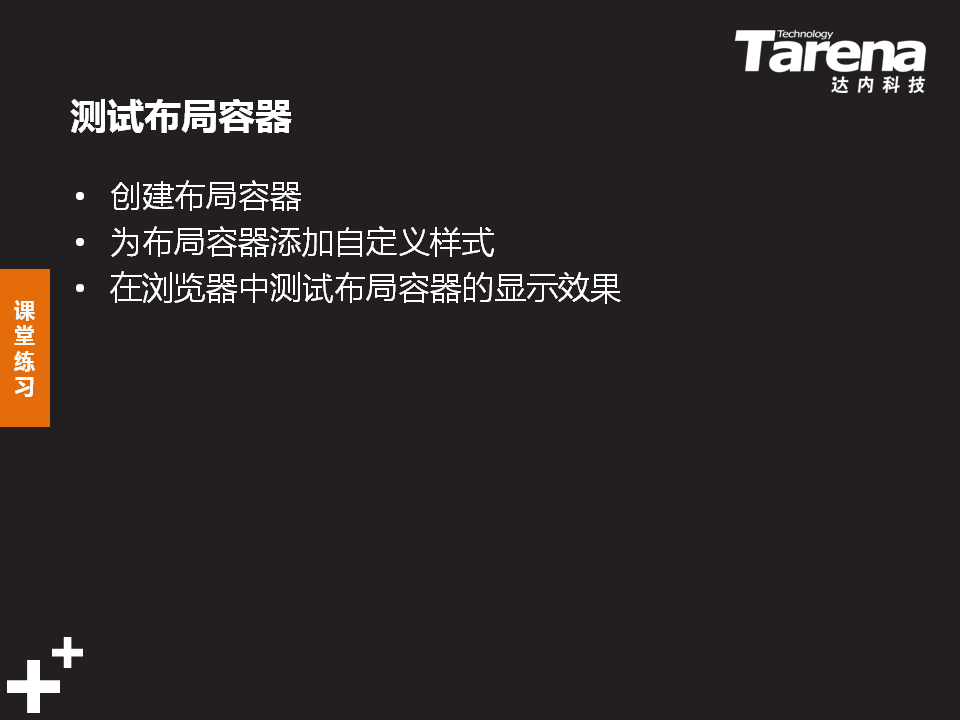 Technology
Tarena
达内科技
测试布局容器
• 创建布局容器
• 为布局容器添加自定义样式
• 在浏览器中测试布局容器的显示效果
课
堂
练
习